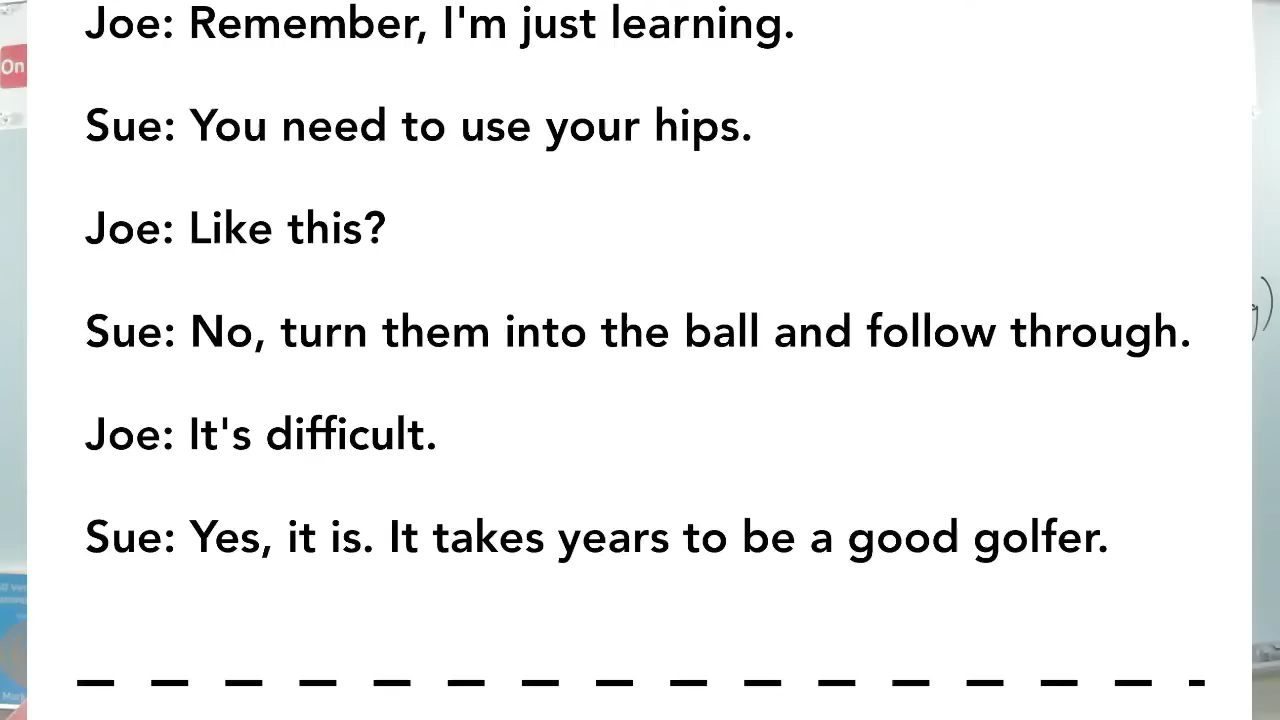 Joe: Remember, I'm just learning.
Sue: You need to use your hips.
Joe: Like this?
Sue: No, turn them into the ball and follow through.
Joe: It's difficult.
Sue: Yes, it is. It takes years to be a good golfer.
On